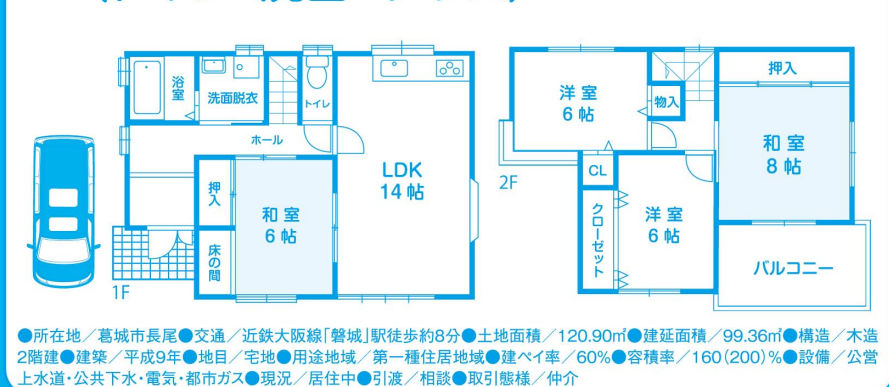 浴室
洗面脱衣
トイレ
ホール
LDK
14帖
押入
和室
6帖
床の間
1F
洋室
6帖
物入
押入
和室
8帖
CL
2F
クローゼット
洋室
6帖
バルコニー
●所在地／葛城市長尾●交通／近鉄大阪線「磐城」駅徒歩約8分●土地面積／120.90㎡●建延面積／99.36㎡●構造／木造
2階建●建築／平成9年●地目／宅地●用途地域／第一種住居地域●建ペイ率／60%●容積率／160(200)%●設備／公営
上水道・公共下水・電気・都市ガス●現況／居住中●引渡／相談●取引態様／仲介